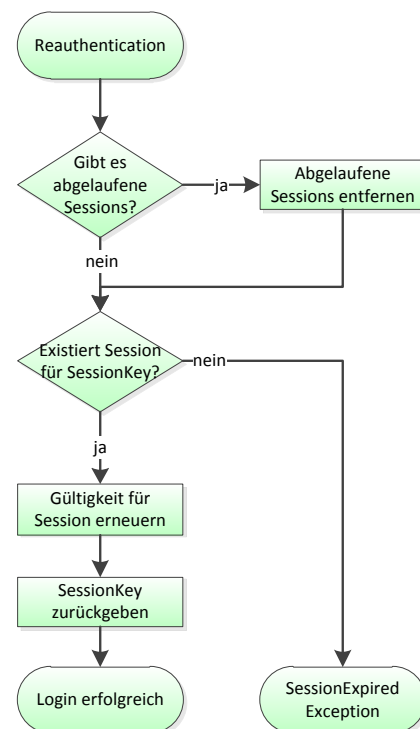 Reauthentication
Gibt es
abgelaufene
Sessions?
ja
Abgelaufene
Sessions entfernen
nein
Existiert Session
für SessionKey?
nein
ja
Gültigkeit für
Session erneuern
SessionKey
zurückgeben
Login erfolgreich
SessionExpired
Exception